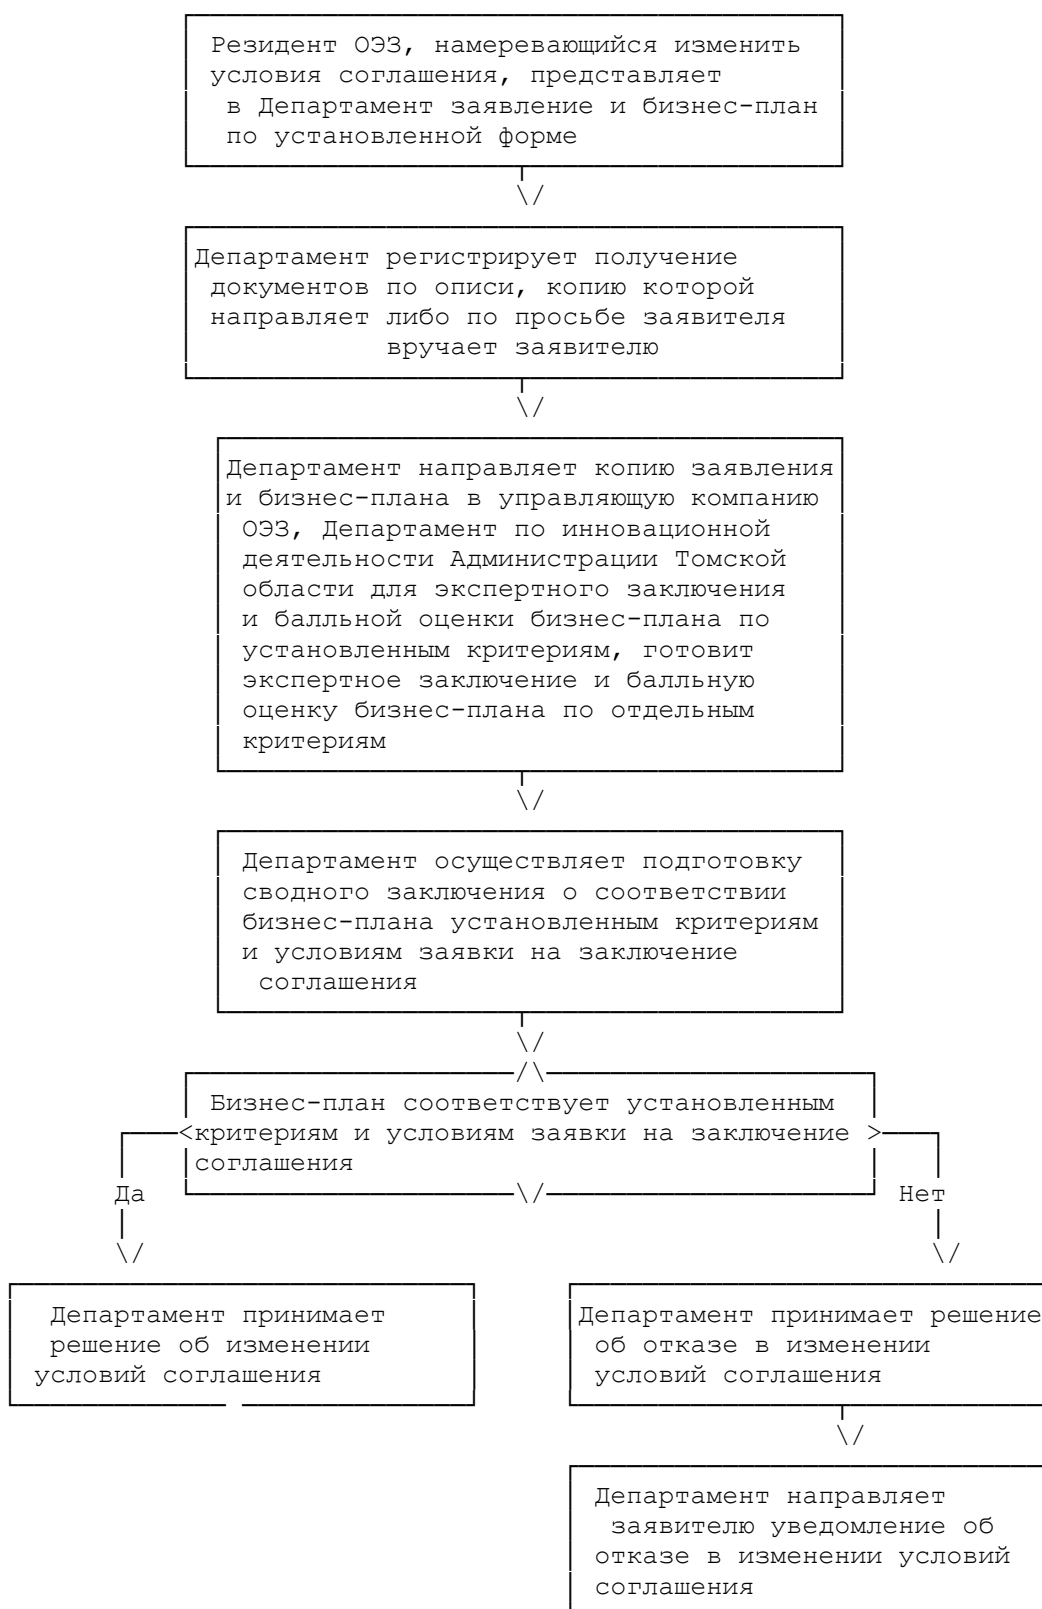 Резидент ОЭЗ, намеревающийся изменить
условия соглашения, представляет
в Департамент заявление и бизнес-план
по установленной форме
\/
Департамент регистрирует получение
документов по описи, копию которой
направляет либо по просьбе заявителя
вручает заявителю
\/
Департамент направляет копию заявления
и бизнес-плана в управляющую компанию
ОЭЗ, Департамент по инновационной
деятельности Администрации Томской
области для экспертного заключения
и балльной оценки бизнес-плана по
установленным критериям, готовит
экспертное заключение и балльную
оценку бизнес-плана по отдельным
критериям
\/
Департамент осуществляет подготовку
сводного заключения о соответствии
бизнес-плана установленным критериям
и условиям заявки на заключение
соглашения
\/
/\
Бизнес-план соответствует установленным
<критериям и условиям заявки на заключение >
соглашения
\/
Да
Нет
\/ \/
Департамент принимает
решение об изменении
условий соглашения
Департамент принимает решение
об отказе в изменении
условий соглашения
\/
Департамент направляет
заявителю уведомление об
отказе в изменении условий
соглашения